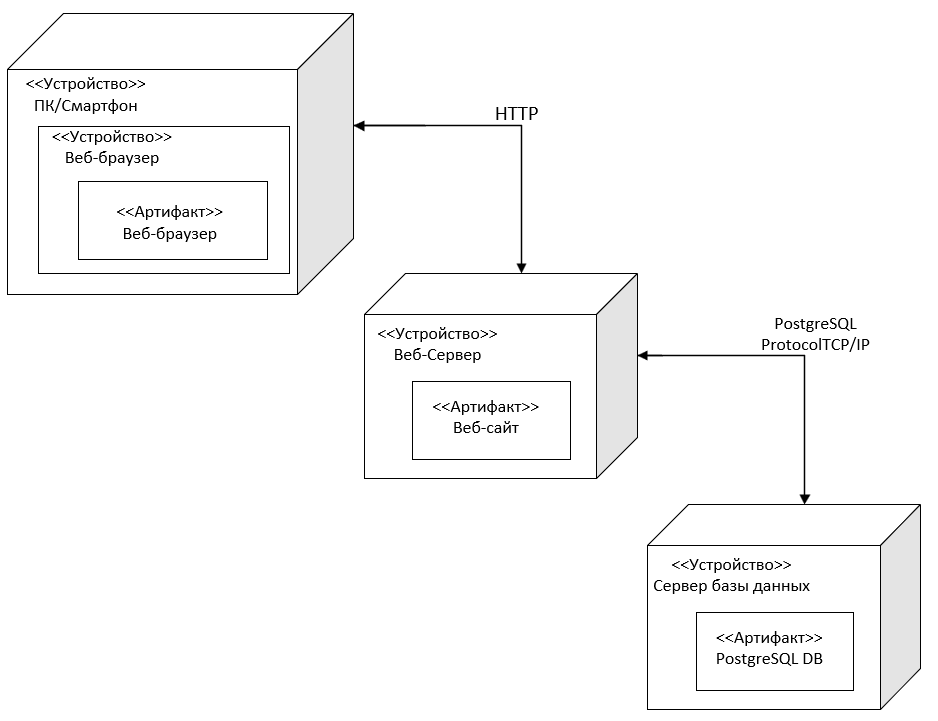 <<Устройство>>
ПК/Смартфон
<<Устройство>>
Веб-браузер
<<Артифакт>>
Веб-браузер
HTTP
<<Устройство>>
Веб-Сервер
<<Артифакт>>
Веб-сайт
PostgreSQL
ProtocolTCP/IP
<<Устройство>>
Сервер базы данных
<<Артифакт>>
PostgreSQL DB